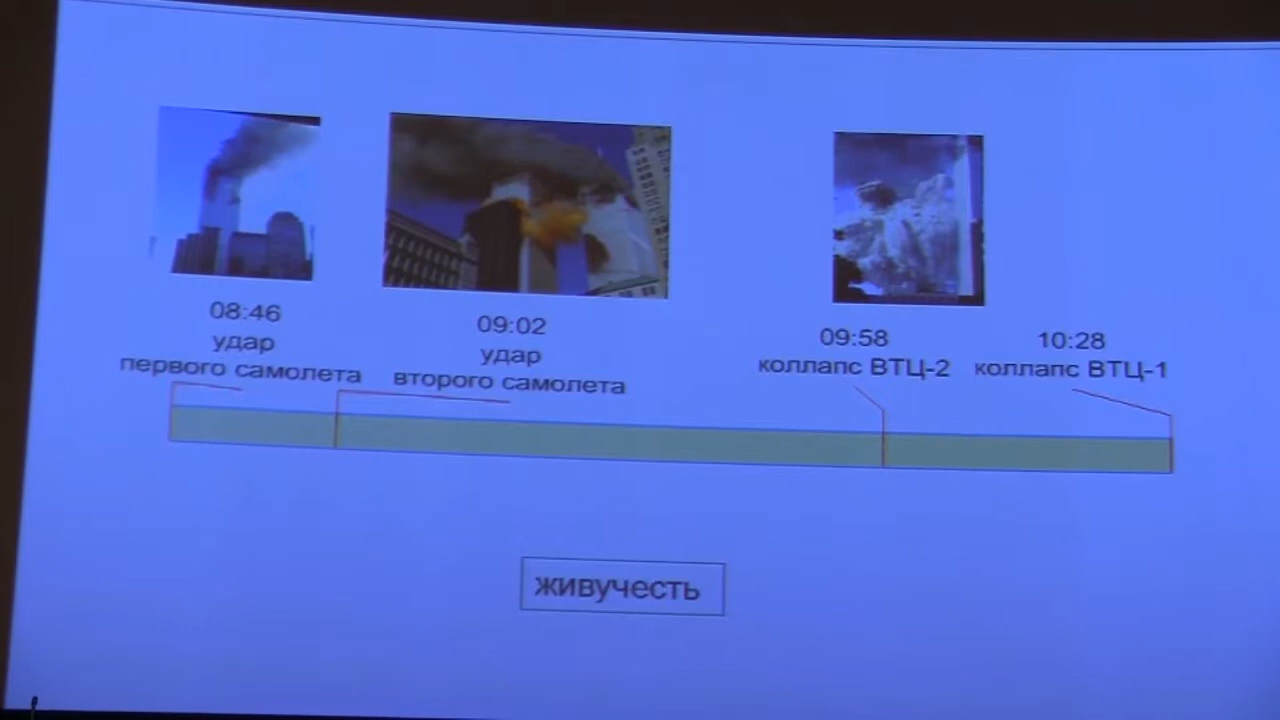 08:46
удар
первого самолета
09:02
удар
второго самолета
09:58
коллапс ВТЦ-2
10:28
коллапс ВТЦ-1
живучесть